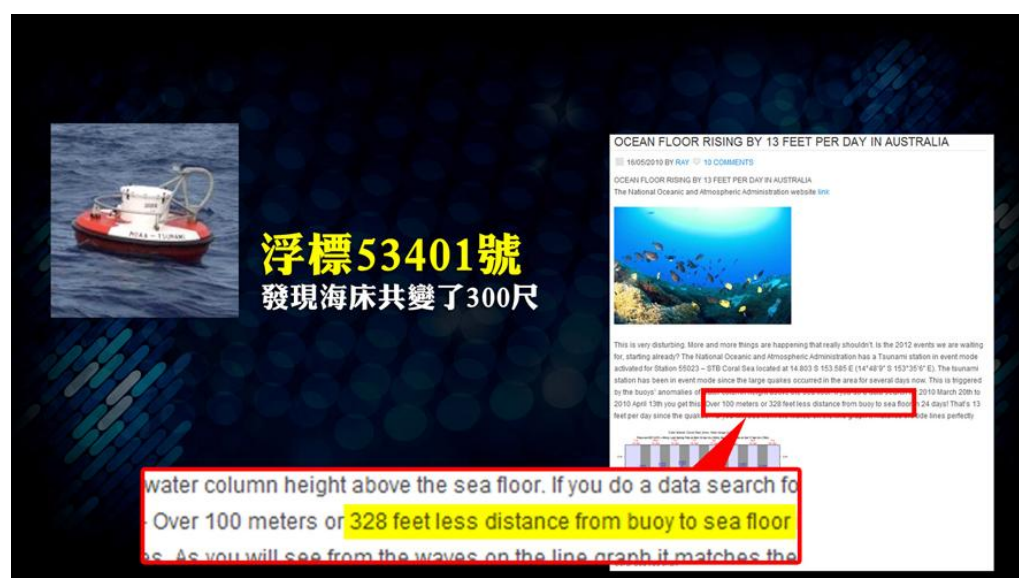 浮標53401號
發現海床共變了300尺
2009
NOAA - TSUNAMI
OCEAN FLOOR RISING BY 13 FEET PER DAY IN AUSTRALIA
16/05/2010 BY RAY 10 COMMENTS
OCEAN FLOOR RISING BY 13 FEET PER DAY IN AUSTRALIA
The National Oceanic and Atmospheric Administration website link
This is very disturbing. More and more things are happening that really shouldn't. Is the 2012 events we are waiting
for, starting already? The National Oceanic and Atmospheric Administration has a Tsunami station in event mode
activated for Station 55023 – STB Coral Sea located at 14.803 S 153.585 E (14°48'9" S 153°35'6" E). The tsunami
station has been in event mode since the large quakes occurred in the area for several days now. This is triggered
by the buoys' anomalies of 2010 March 20th to
2010 April 13th you get this: Over 100 meters or 328 feet less distance from buoy to sea floor in 24 days! That's 13
feet per day since the
water column height above the sea floor. If you do a data search fo
- Over 100 meters or 328 feet less distance from buoy to sea floor
es. As you will see from the waves on the line graph it matches the